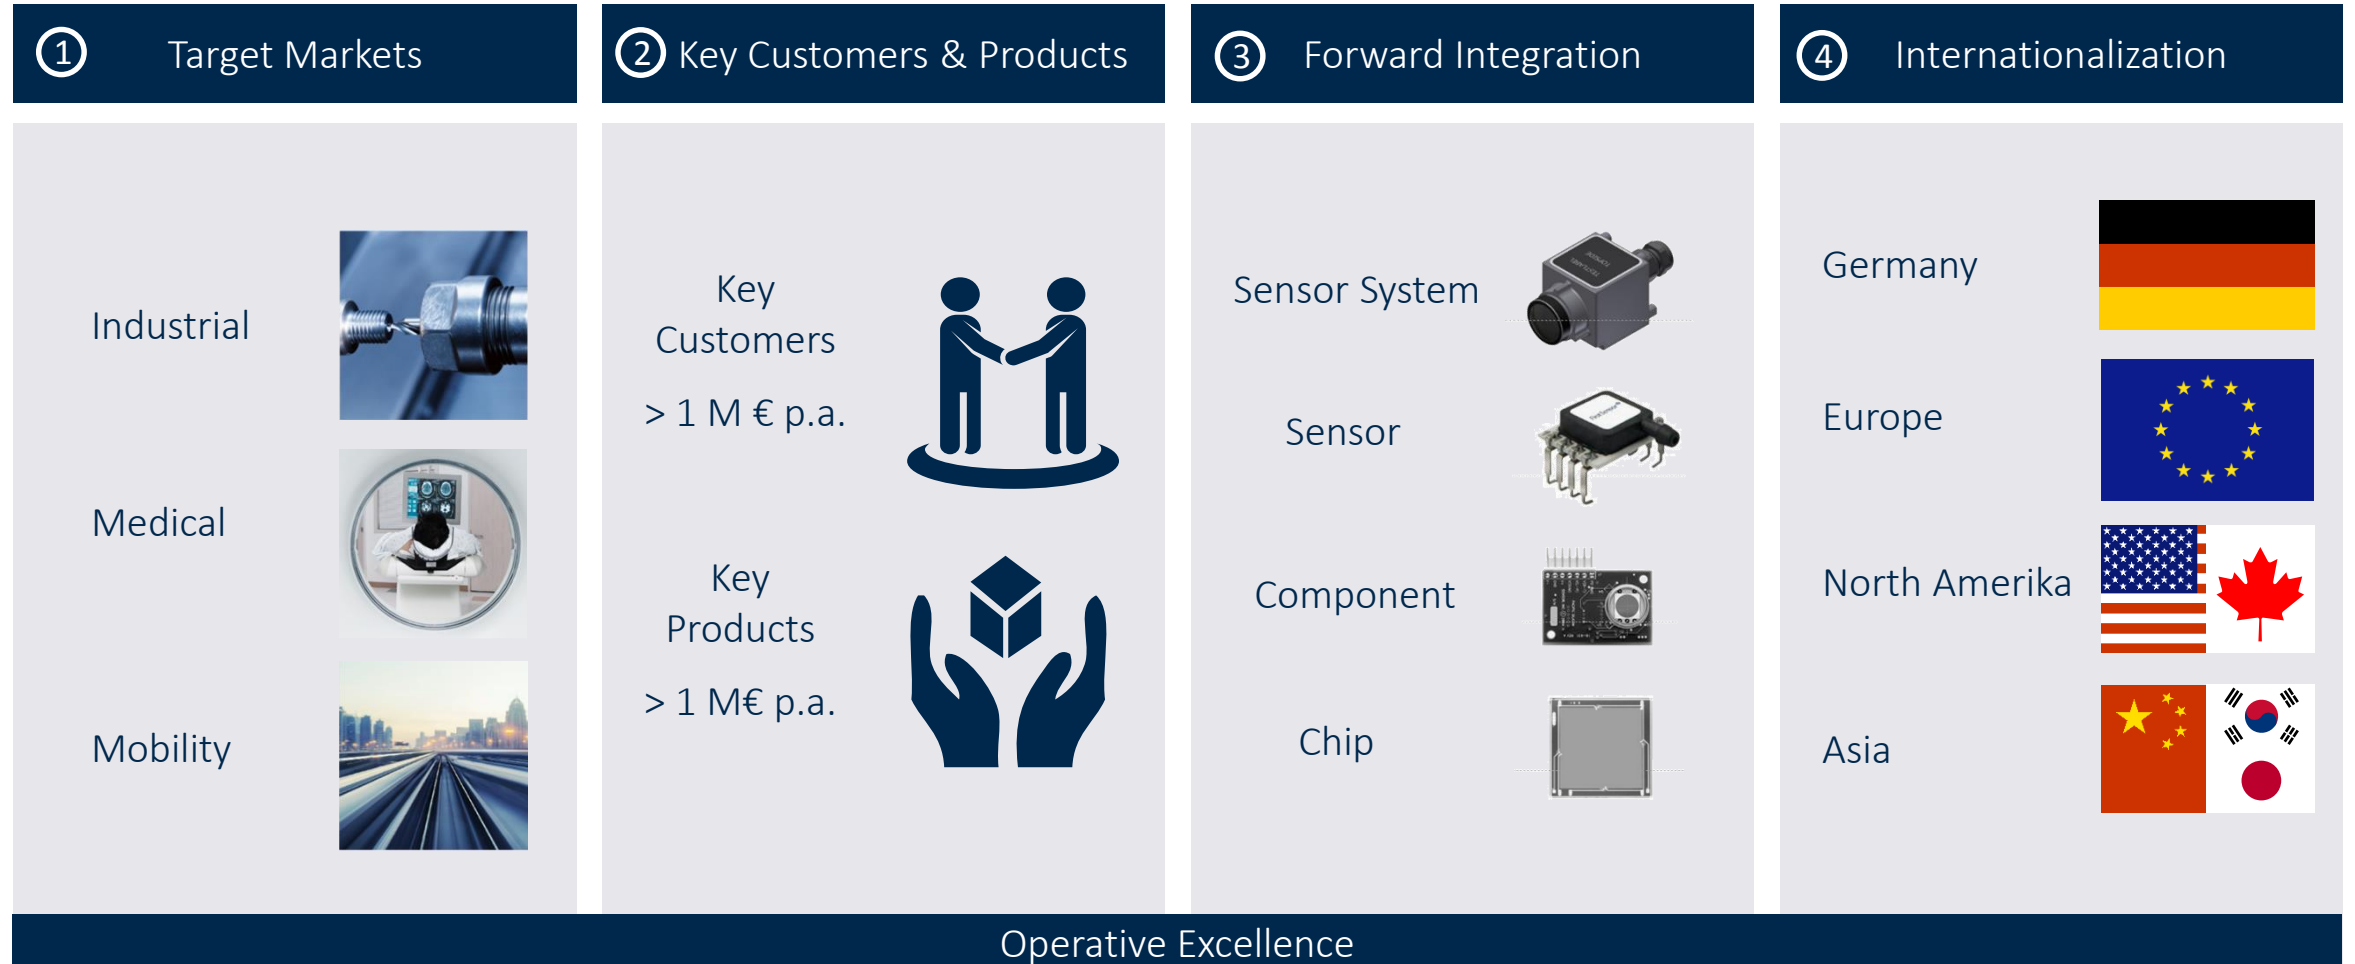 1 Target Markets
Industrial
Medical
Mobility
2 Key Customers & Products
Key
Customers
> 1 M € p.a.
Key
Products
> 1 M€ p.a.
3 Forward Integration
Sensor System
Sensor
Component
Chip
4 Internationalization
Germany
Europe
North Amerika
Asia
Operative Excellence